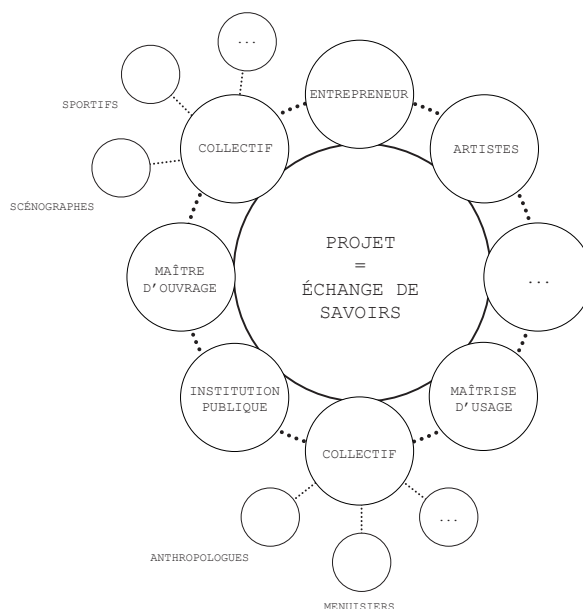 ...
ENTREPRENEUR
SPORTIFS
COLLECTIF
ARTISTES
SCÉNOGRAPHES
PROJET
=
ÉCHANGE DE
SAVOIRS
MAÎTRE
D'OUVRAGE
...
INSTITUTION
PUBLIQUE
MAÎTRISE
D'USAGE
COLLECTIF
...
ANTHROPOLOGUES
MENUISIERS